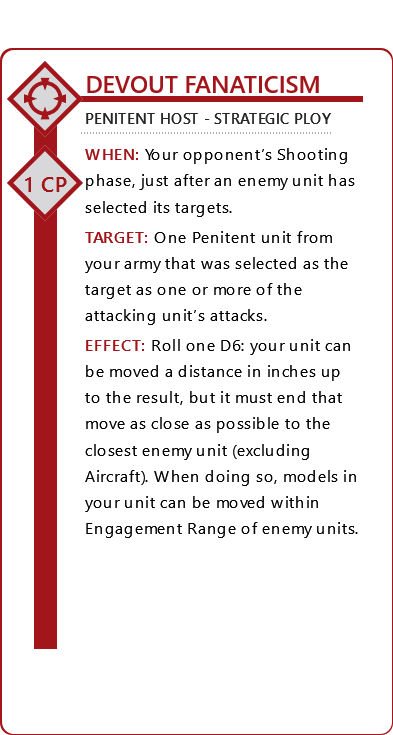 DEVOUT FANATICISM
PENITENT HOST - STRATEGIC PLOY
1 CP
WHEN: Your opponent's Shooting
phase, just after an enemy unit has
selected its targets.
TARGET: One Penitent unit from
your army that was selected as the
target as one or more of the
attacking unit's attacks.
EFFECT: Roll one D6: your unit can
be moved a distance in inches up
to the result, but it must end that
move as close as possible to the
closest enemy unit (excluding
Aircraft). When doing so, models in
your unit can be moved within
Engagement Range of enemy units.